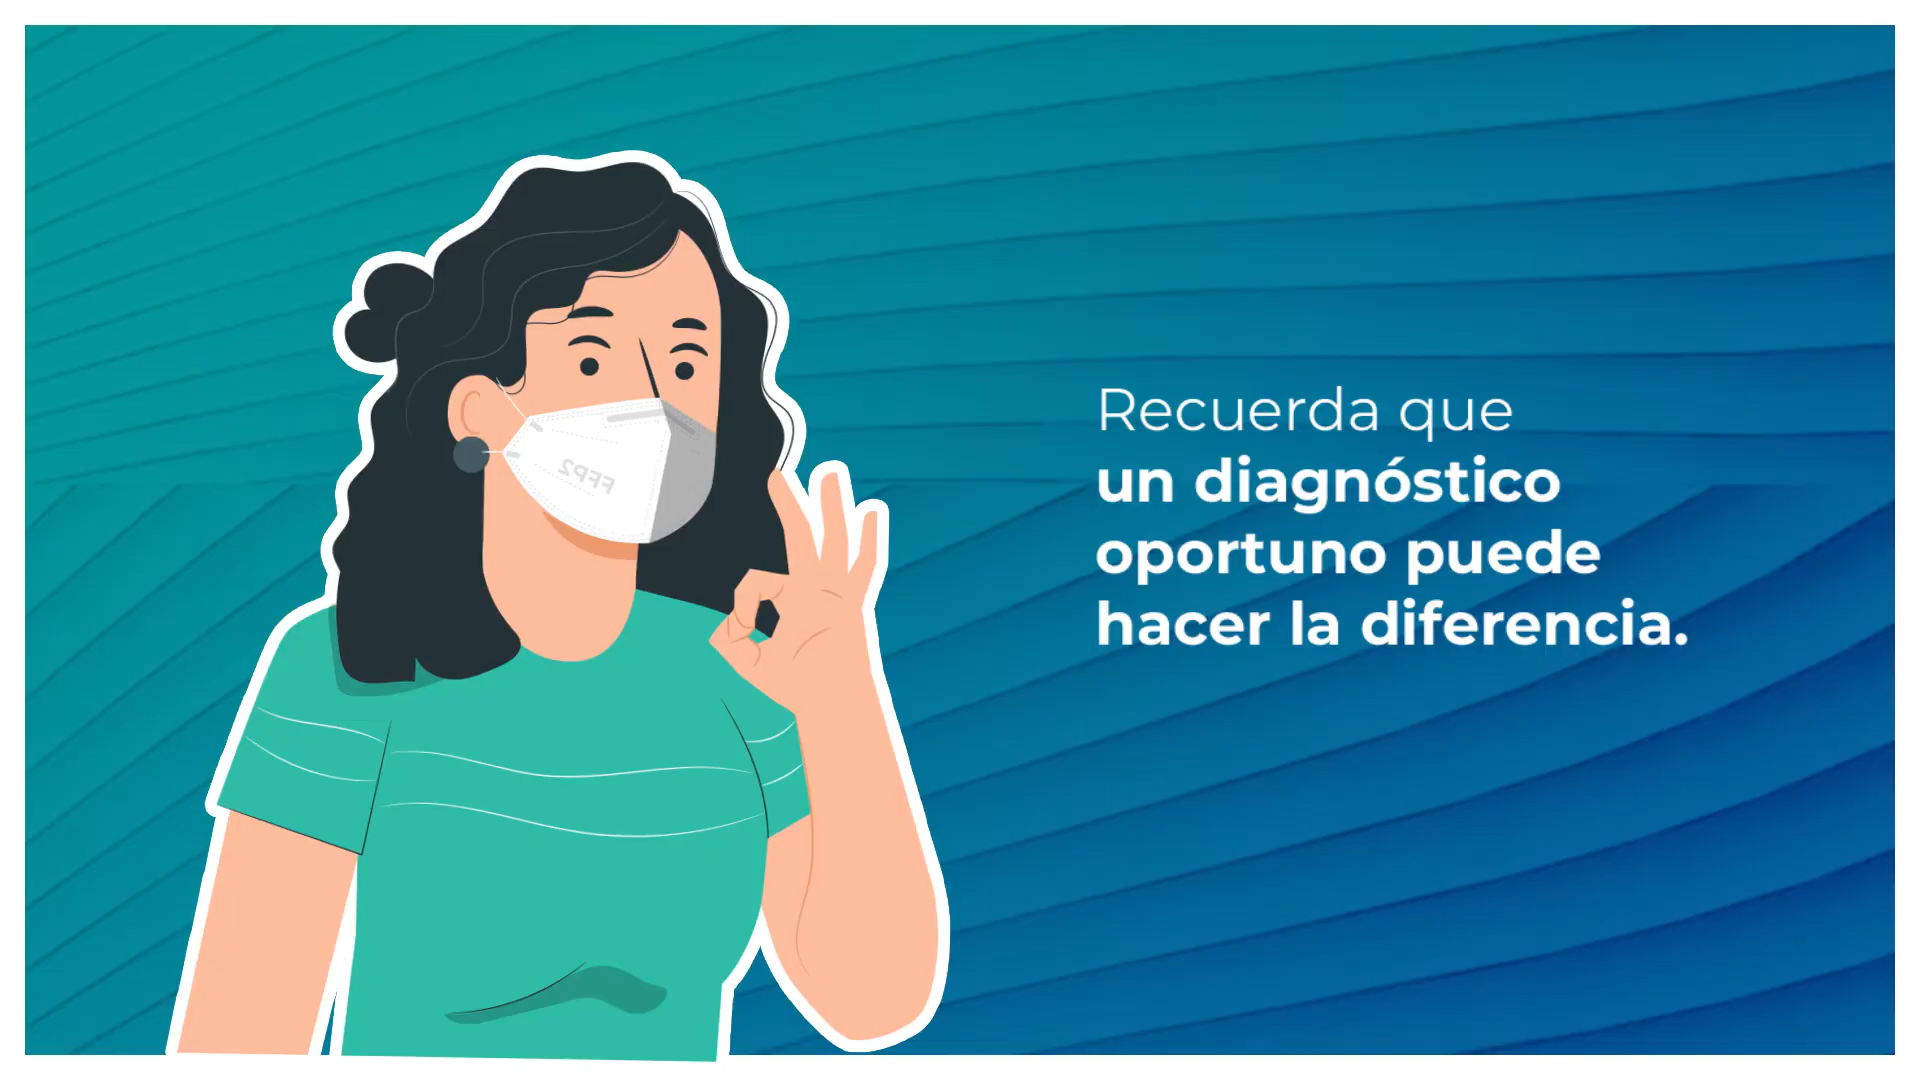 FFP2
Recuerda que
un diagnóstico
oportuno puede
hacer la diferencia.